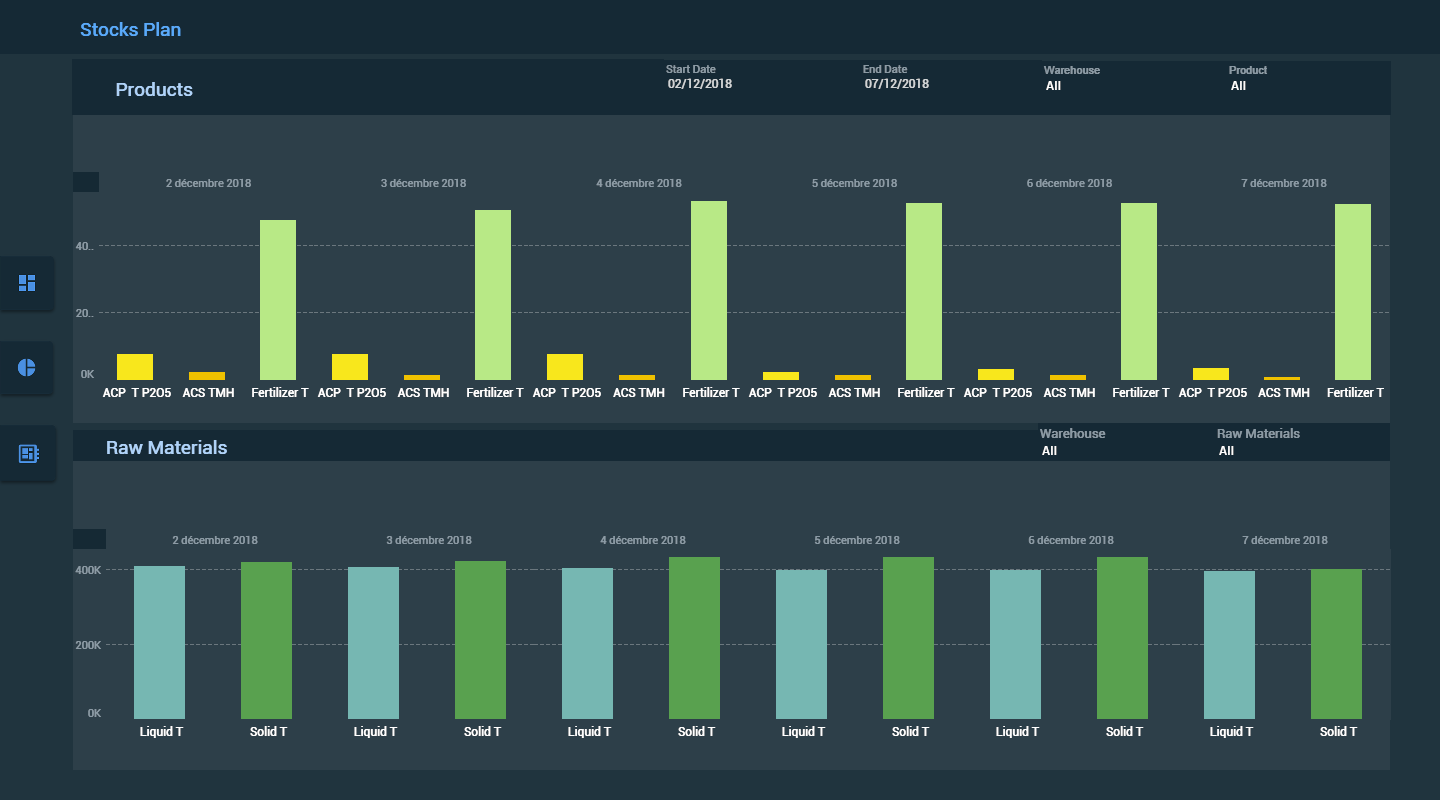 Stocks Plan
Products
Start Date
02/12/2018
End Date
07/12/2018
Warehouse
All
Product
All
2 décembre 2018 3 décembre 2018 4 décembre 2018 5 décembre 2018 6 décembre 2018 7 décembre 2018
40..
20..
0K
ACP T P2O5 ACS TMH Fertilizer T ACP T P2O5 ACS TMH Fertilizer T ACP T P2O5 ACS TMH Fertilizer T ACP T P2O5 ACS TMH Fertilizer T ACP T P2O5 ACS TMH Fertilizer T ACP T P2O5 ACS TMH Fertilizer T
Raw Materials
Warehouse
All
Raw Materials
All
2 décembre 2018 3 décembre 2018 4 décembre 2018 5 décembre 2018 6 décembre 2018 7 décembre 2018
400K
200K
0K
Liquid T Solid T Liquid T Solid T Liquid T Solid T Liquid T Solid T Liquid T Solid T Liquid T Solid T